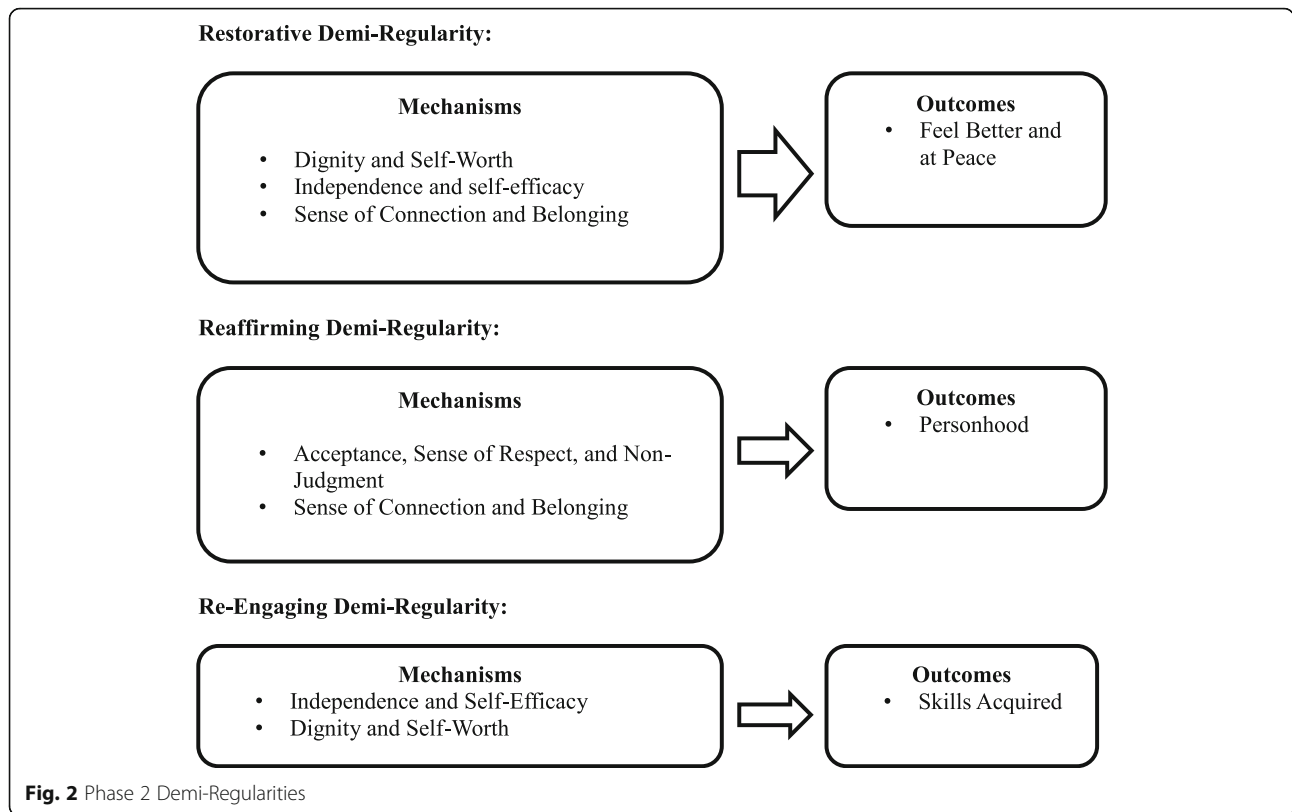 Restorative Demi-Regularity:
Mechanisms
• Dignity and Self-Worth
• Independence and self-efficacy
• Sense of Connection and Belonging
Outcomes
• Feel Better and
at Peace
Reaffirming Demi-Regularity:
Mechanisms
• Acceptance, Sense of Respect, and Non-
Judgment
• Sense of Connection and Belonging
Outcomes
• Personhood
Re-Engaging Demi-Regularity:
Mechanisms
• Independence and Self-Efficacy
• Dignity and Self-Worth
Outcomes
• Skills Acquired
Fig. 2 Phase 2 Demi-Regularities